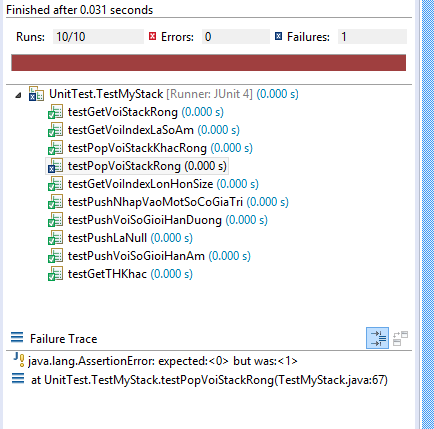 Finished after 0.031 seconds
Runs: 10/10 Errors: 0 Failures: 1
UnitTest.TestMyStack [Runner: JUnit 4] (0.000 s)
testGetVoiStackRong (0.000 s)
testGetVoiIndexLaSoAm (0.000 s)
testPopVoiStackKhacRong (0.000 s)
testPopVoiStackRong (0.000 s)
testGetVoiIndexLonHonSize (0.000 s)
testPushNhapVaoMotSoCoGiaTri (0.000 s)
testPushVoiSoGioiHanDuong (0.000 s)
testPushLaNull (0.000 s)
testPushVoiSoGioiHanAm (0.000 s)
testGetTHKhac (0.000 s)
Failure Trace
java.lang.AssertionError: expected:<0> but was:<1>
at UnitTest.TestMyStack.testPopVoiStackRong(TestMyStack.java:67)